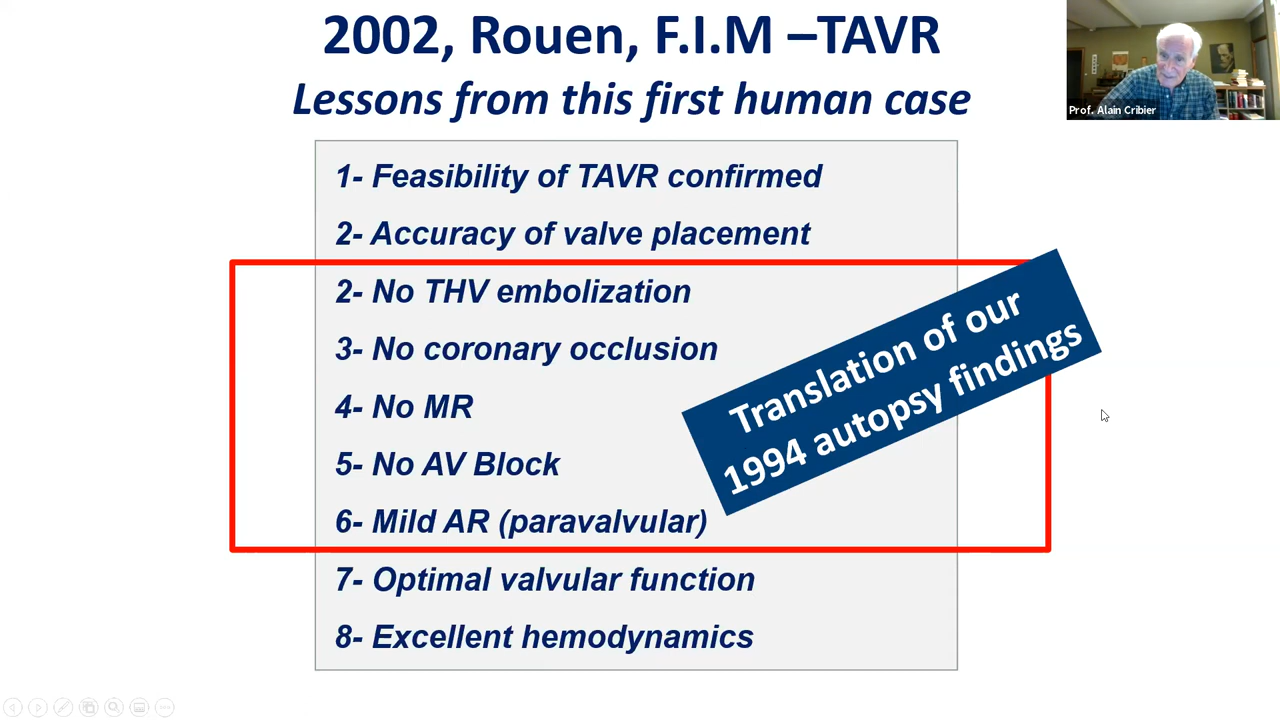 2002, Rouen, F.I.M –TAVR
Lessons from this first human case
Prof. Alain Cribier
1- Feasibility of TAVR confirmed
2- Accuracy of valve placement
2- No THV embolization
3- No coronary occlusion
4- No MR
5- No AV Block
6- Mild AR (paravalvular)
7- Optimal valvular function
8- Excellent hemodynamics
Translation of our
1994 autopsy findings